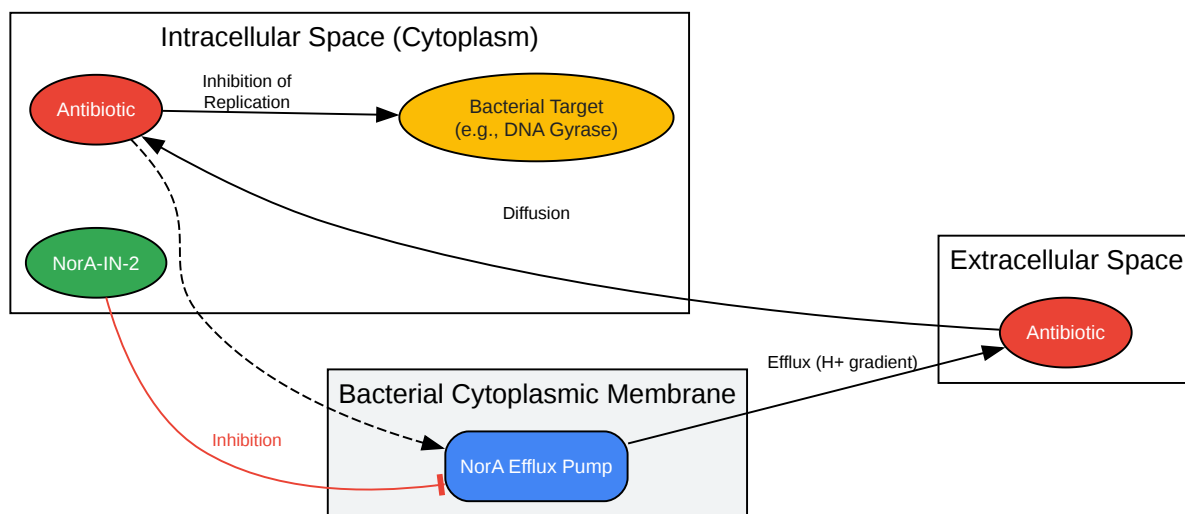 Intracellular Space (Cytoplasm)
Inhibition of
Replication
Antibiotic
Bacterial Target
(e.g., DNA Gyrase)
Diffusion
NorA-IN-2
Extracellular Space
Antibiotic
Efflux (H+ gradient)
Bacterial Cytoplasmic Membrane
Inhibition
NorA Efflux Pump